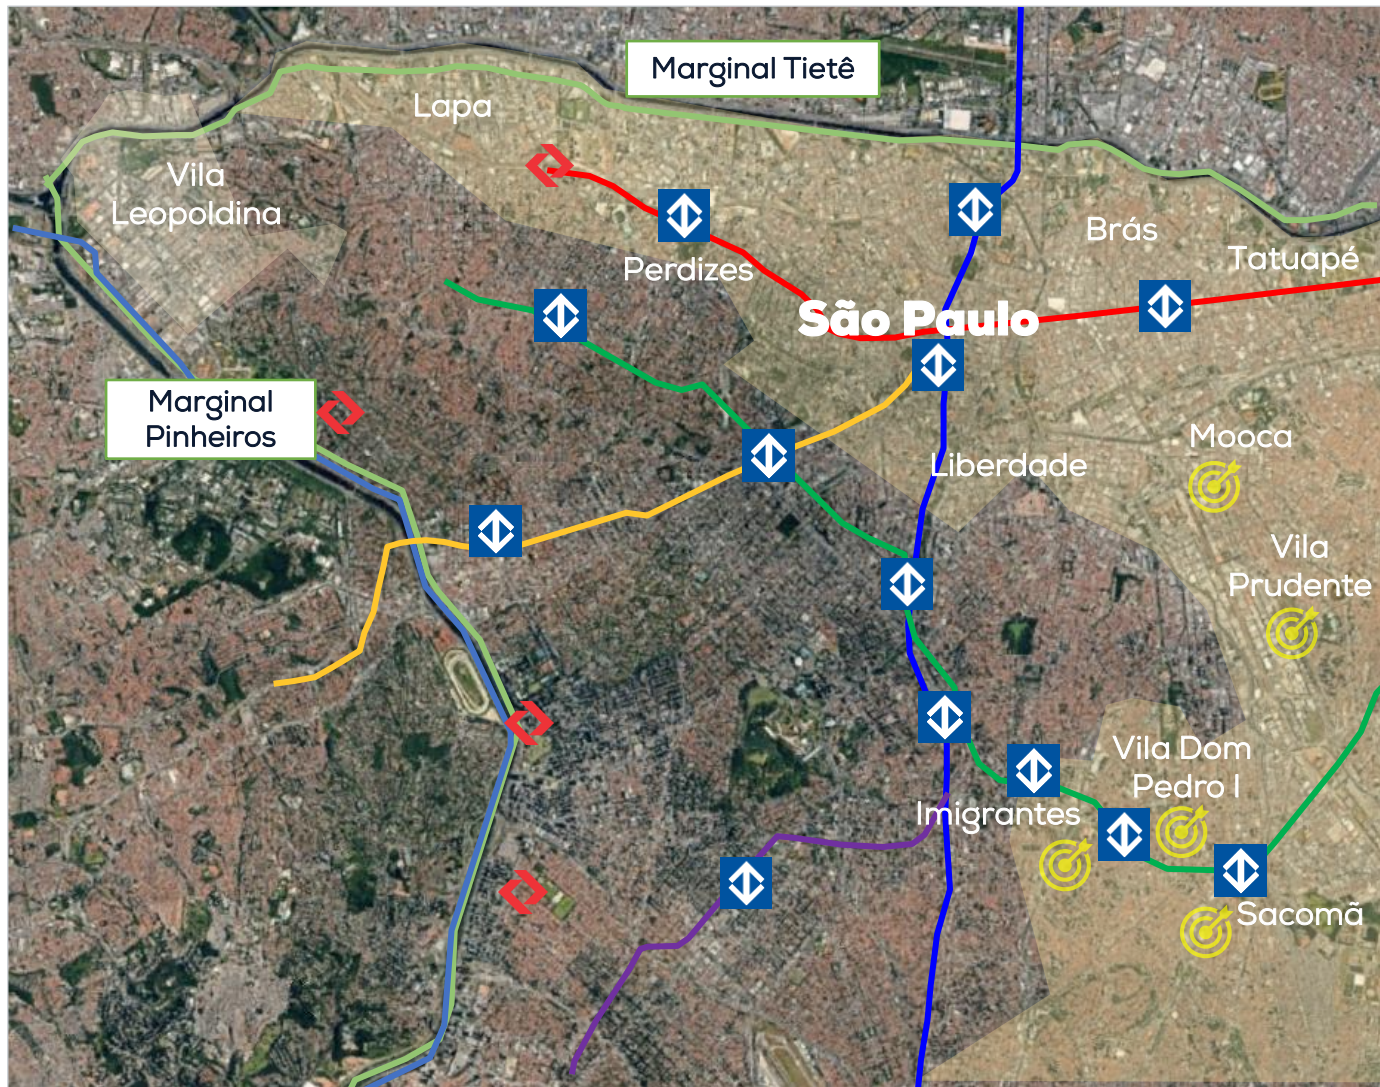 Marginal Tietê
Lapa
Vila
Leopoldina
Brás
Tatuapé
Perdizes
São Paulo
Marginal
Pinheiros
Mooca
Liberdade
Vila
Prudente
Vila Dom
Pedro I
Imigrantes
Sacomã